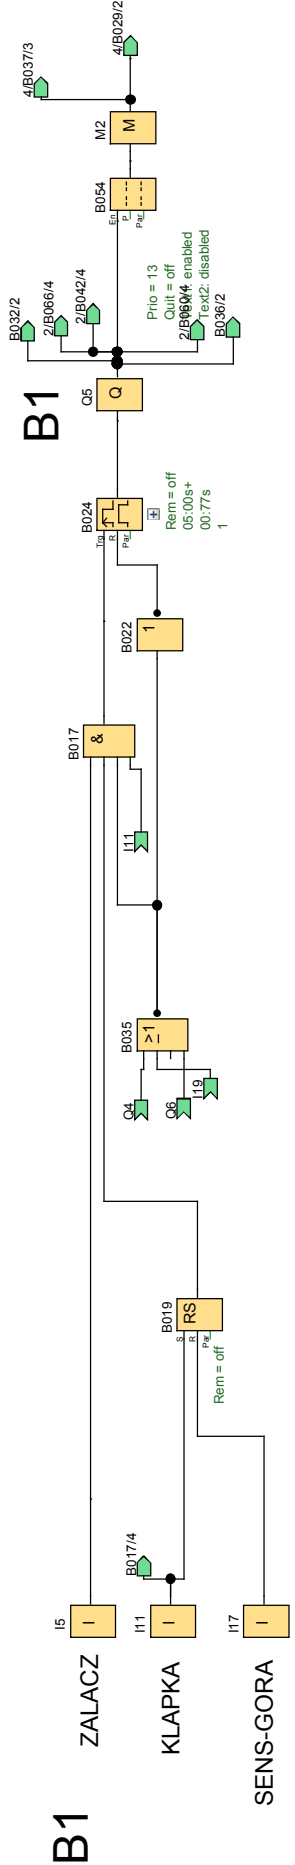 B1
ZALACZ
I5
I
KLAPKA
I11
I
B017/4
SENS-GORA
I17
I
B019
S
R
Par
RS
Rem = off
Q4
Q6
I19
B035
>1
I11
B017
&
B022
1
B024
Trg
R
Par
Rem = off
05:00s+
00:77s
1
B1
Q5
Q
B032/2
2/B066/4
2/B042/4
B036/2
B054
En
P
Par
Prio = 13
Quit = off
enabled
Text2: disabled
M2
M
4/B037/3
4/B029/2